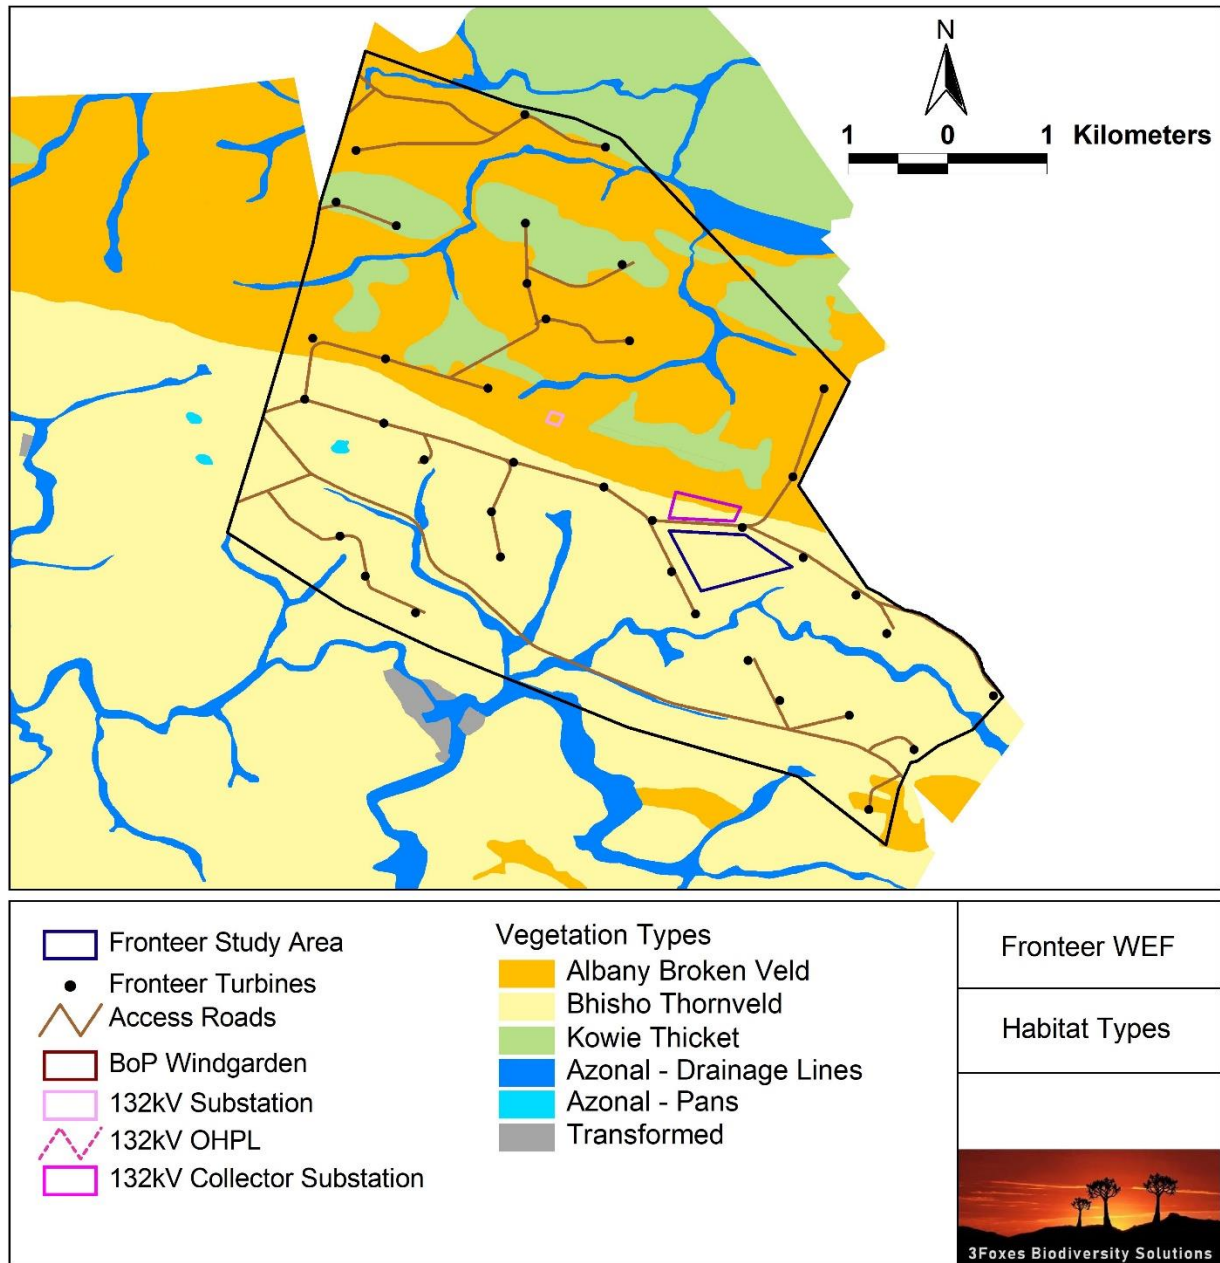 N
1 0 1 Kilometers
Fronteer Study Area
Fronteer Turbines
Access Roads
BoP Windgarden
132kV Substation
132kV OHPL
132kV Collector Substation
Vegetation Types
Albany Broken Veld
Bhisho Thornveld
Kowie Thicket
Azonal - Drainage Lines
Azonal - Pans
Transformed
Fronteer WEF
Habitat Types
3Foxes Biodiversity Solutions